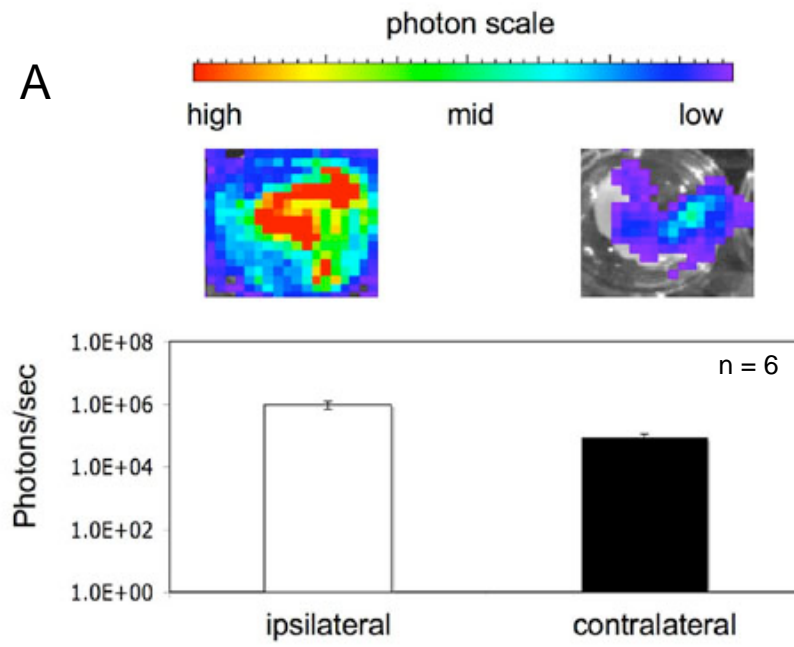 photon scale
A
high mid low
1.0E+08
n = 6
1.0E+06
1.0E+04
1.0E+02
1.0E+00
Photons/sec
ipsilateral contralateral